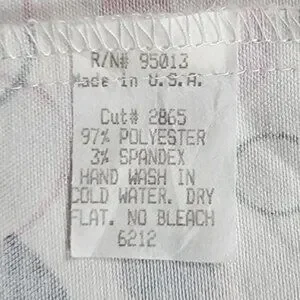 R/N# 95013
Made in U.S.A.
Cut# 2865
97% POLYESTER
3% SPANDEX
HAND WASH IN
COLD WATER. DRY
FLAT. NO BLEACH
6212